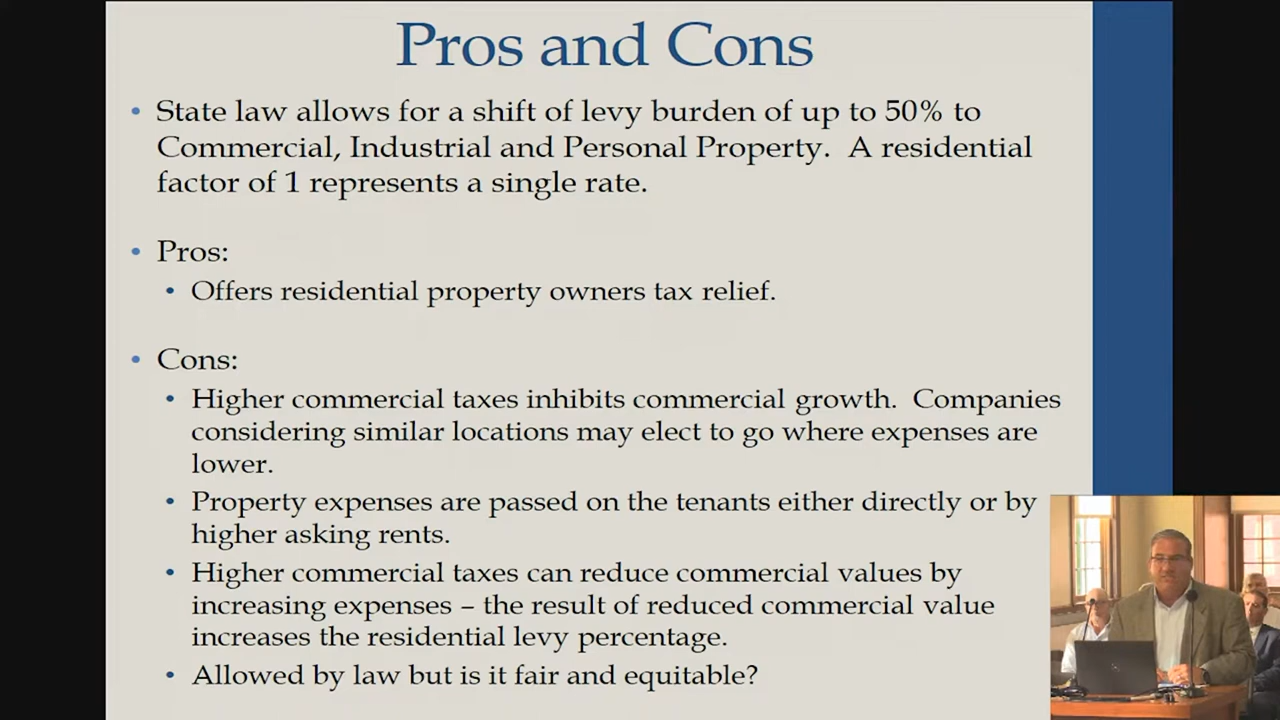 Pros and Cons
• State law allows for a shift of levy burden of up to 50% to
Commercial, Industrial and Personal Property. A residential
factor of 1 represents a single rate.
• Pros:
• Offers residential property owners tax relief.
• Cons:
• Higher commercial taxes inhibits commercial growth. Companies
considering similar locations may elect to go where expenses are
lower.
• Property expenses are passed on the tenants either directly or by
higher asking rents.
• Higher commercial taxes can reduce commercial values by
increasing expenses – the result of reduced commercial value
increases the residential levy percentage.
• Allowed by law but is it fair and equitable?